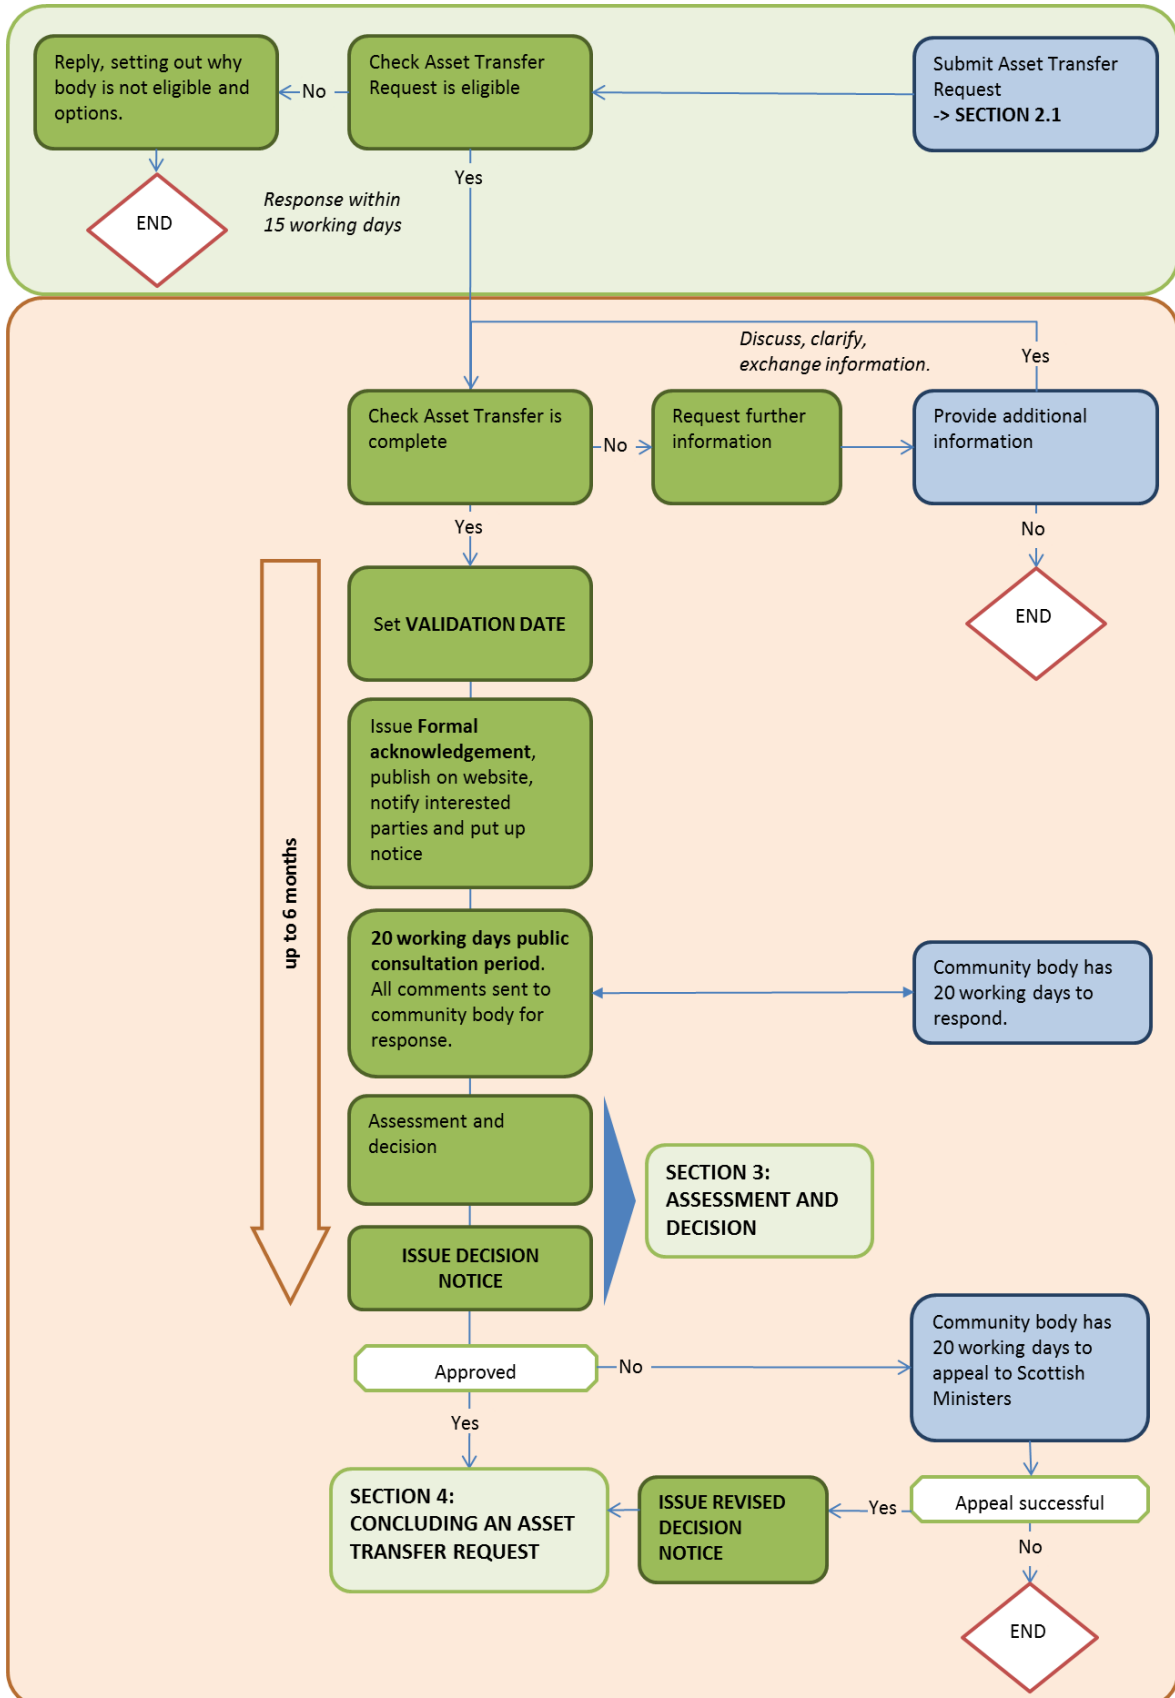 Reply, setting out why
body is not eligible and
options.
No
Check Asset Transfer
Request is eligible
Submit Asset Transfer
Request
-> SECTION 2.1
Yes
END
Response within
15 working days
Discuss, clarify,
exchange information.
Yes
Check Asset Transfer is
complete
No
Request further
information
Provide additional
information
Yes
No
Set VALIDATION DATE
END
Issue Formal
acknowledgement,
publish on website,
notify interested
parties and put up
notice
up to 6 months
20 working days public
consultation period.
All comments sent to
community body for
response.
Community body has
20 working days to
respond.
Assessment and
decision
SECTION 3:
ASSESSMENT AND
DECISION
ISSUE DECISION
NOTICE
Approved
No
Community body has
20 working days to
appeal to Scottish
Ministers
Yes
SECTION 4:
CONCLUDING AN ASSET
TRANSFER REQUEST
ISSUE REVISED
DECISION
NOTICE
Yes
Appeal successful
No
END